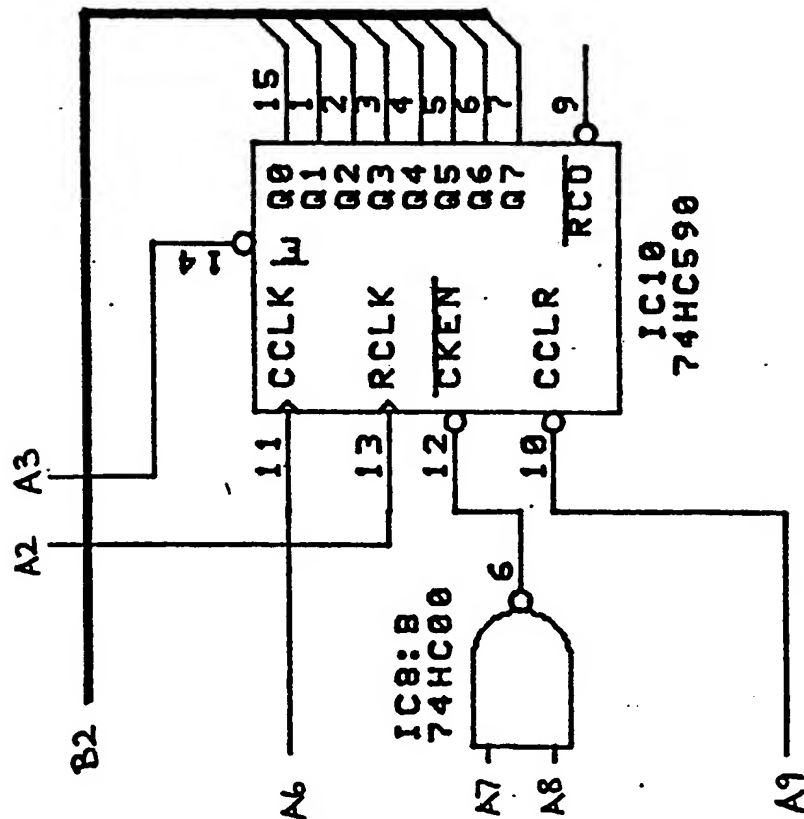 B2
A2
A3
A6
A7
A8
A9
15
1
2
3
4
5
6
7
9
14
11
13
12
10
6
Q0
Q1
Q2
Q3
Q4
Q5
Q6
Q7
RCO
E
CCLK
RCLK
CKEN
CCLR
IC10
74HC590
IC8:B
74HC00